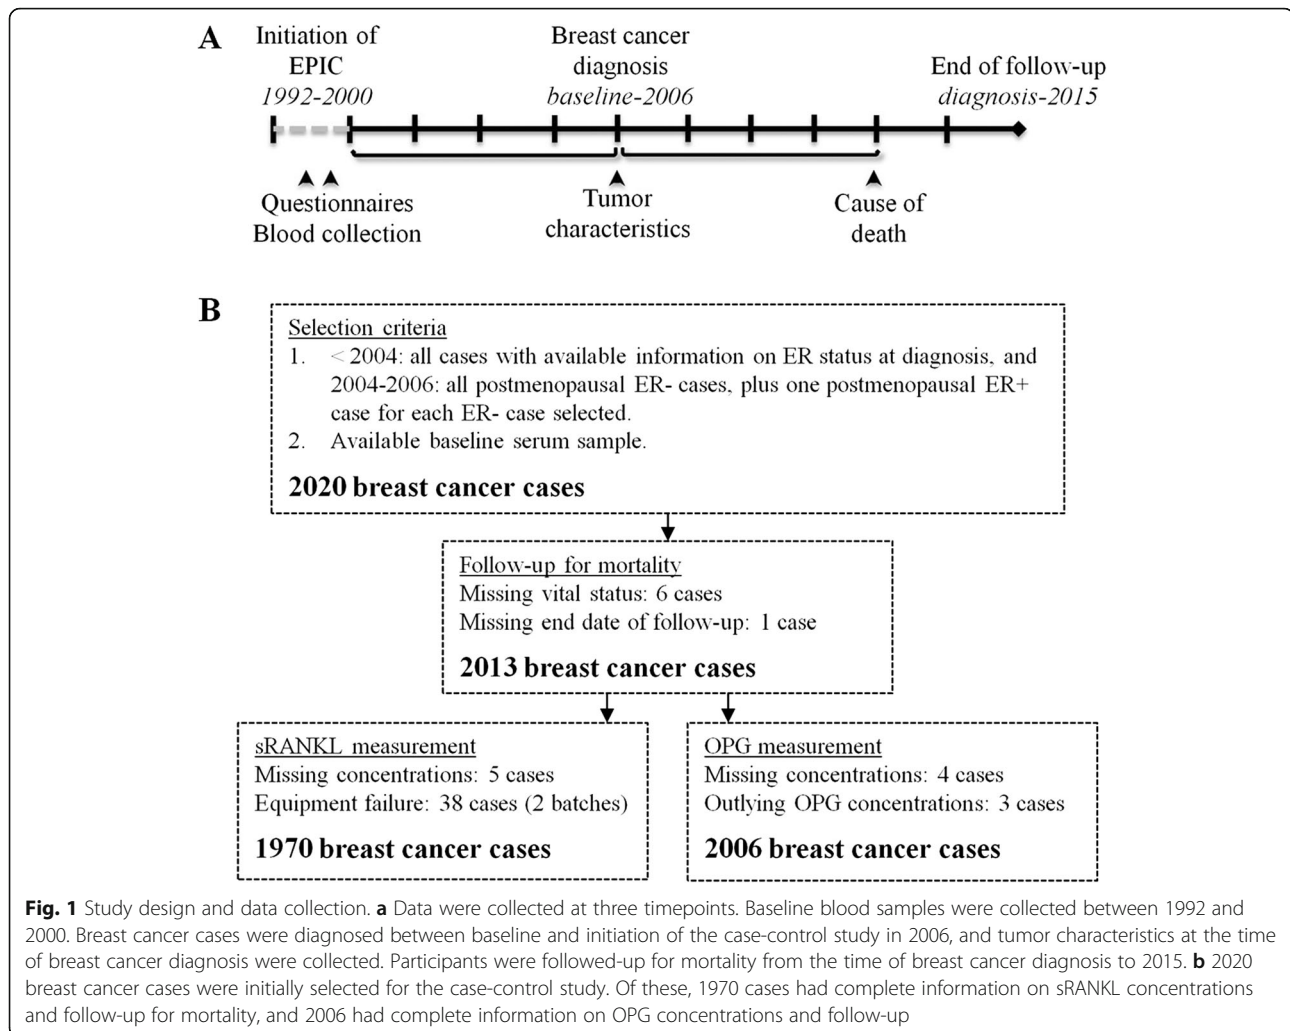 A
Initiation of
EPIC
1992-2000
Breast cancer
diagnosis
baseline-2006
End of follow-up
diagnosis-2015
Questionnaires
Blood collection
Tumor
characteristics
Cause of
death
B
Selection criteria
1. < 2004: all cases with available information on ER status at diagnosis, and
2004-2006: all postmenopausal ER- cases, plus one postmenopausal ER+
case for each ER- case selected.
2. Available baseline serum sample.
2020 breast cancer cases
Follow-up for mortality
Missing vital status: 6 cases
Missing end date of follow-up: 1 case
2013 breast cancer cases
sRANKL measurement
Missing concentrations: 5 cases
Equipment failure: 38 cases (2 batches)
1970 breast cancer cases
OPG measurement
Missing concentrations: 4 cases
Outlying OPG concentrations: 3 cases
2006 breast cancer cases
Fig. 1 Study design and data collection. a Data were collected at three timepoints. Baseline blood samples were collected between 1992 and
2000. Breast cancer cases were diagnosed between baseline and initiation of the case-control study in 2006, and tumor characteristics at the time
of breast cancer diagnosis were collected. Participants were followed-up for mortality from the time of breast cancer diagnosis to 2015. b 2020
breast cancer cases were initially selected for the case-control study. Of these, 1970 cases had complete information on sRANKL concentrations
and follow-up for mortality, and 2006 had complete information on OPG concentrations and follow-up